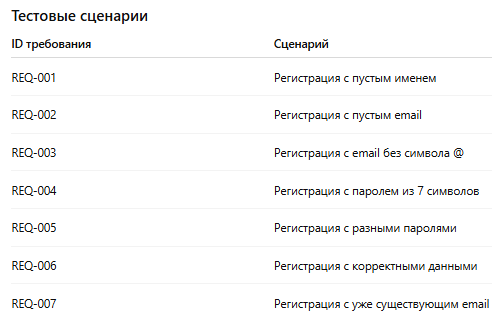 Тестовые сценарии
ID требования Сценарий
REQ-001 Регистрация с пустым именем
REQ-002 Регистрация с пустым email
REQ-003 Регистрация с email без символа @
REQ-004 Регистрация с паролем из 7 символов
REQ-005 Регистрация с разными паролями
REQ-006 Регистрация с корректными данными
REQ-007 Регистрация с уже существующим email